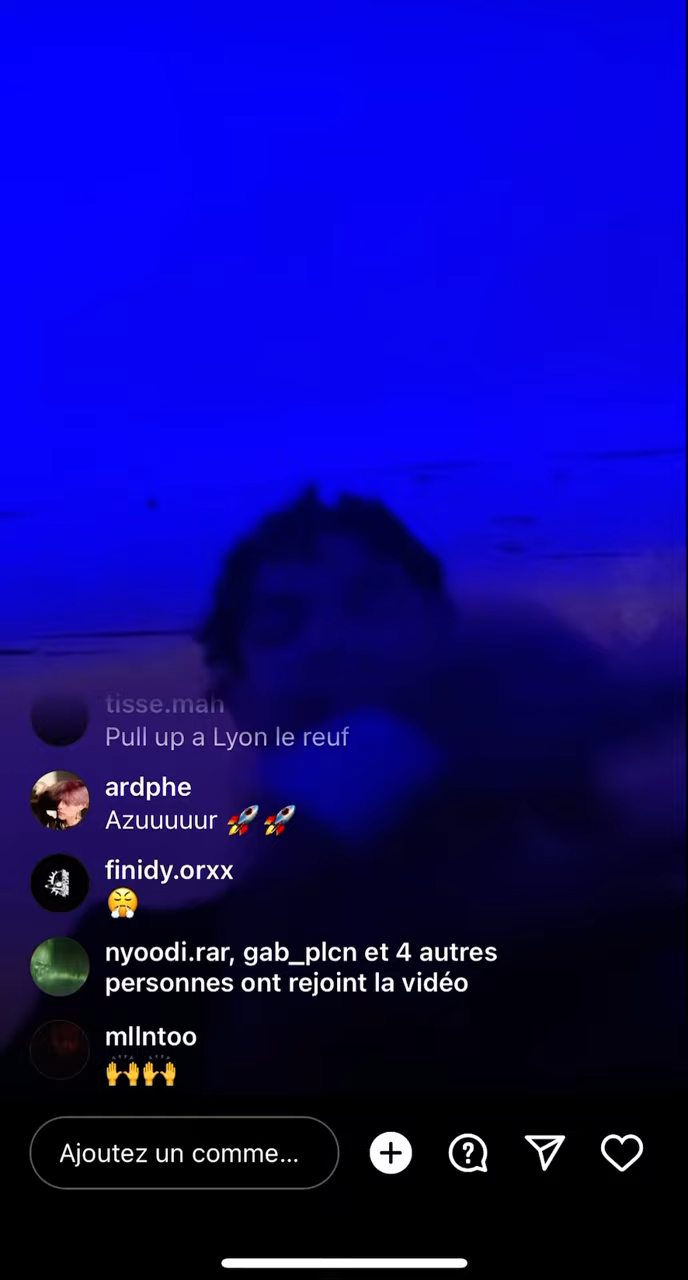 tisse.mah
Pull up a Lyon le reuf
ardphe
Azuuuuur 🚀 🚀
finidy.orxx
😤
nyoodi.rar, gab_plcn et 4 autres
personnes ont rejoint la vidéo
mllntoo
🙌🙌
Ajoutez un comme...